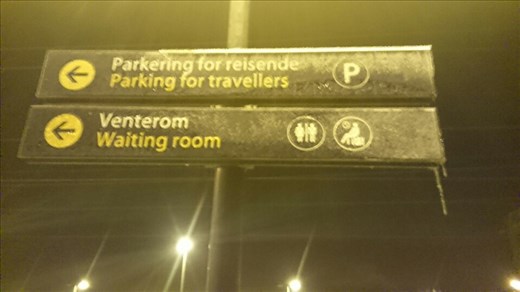 Parkering for reisende
Parking for travellers
P
Venterom
Waiting room